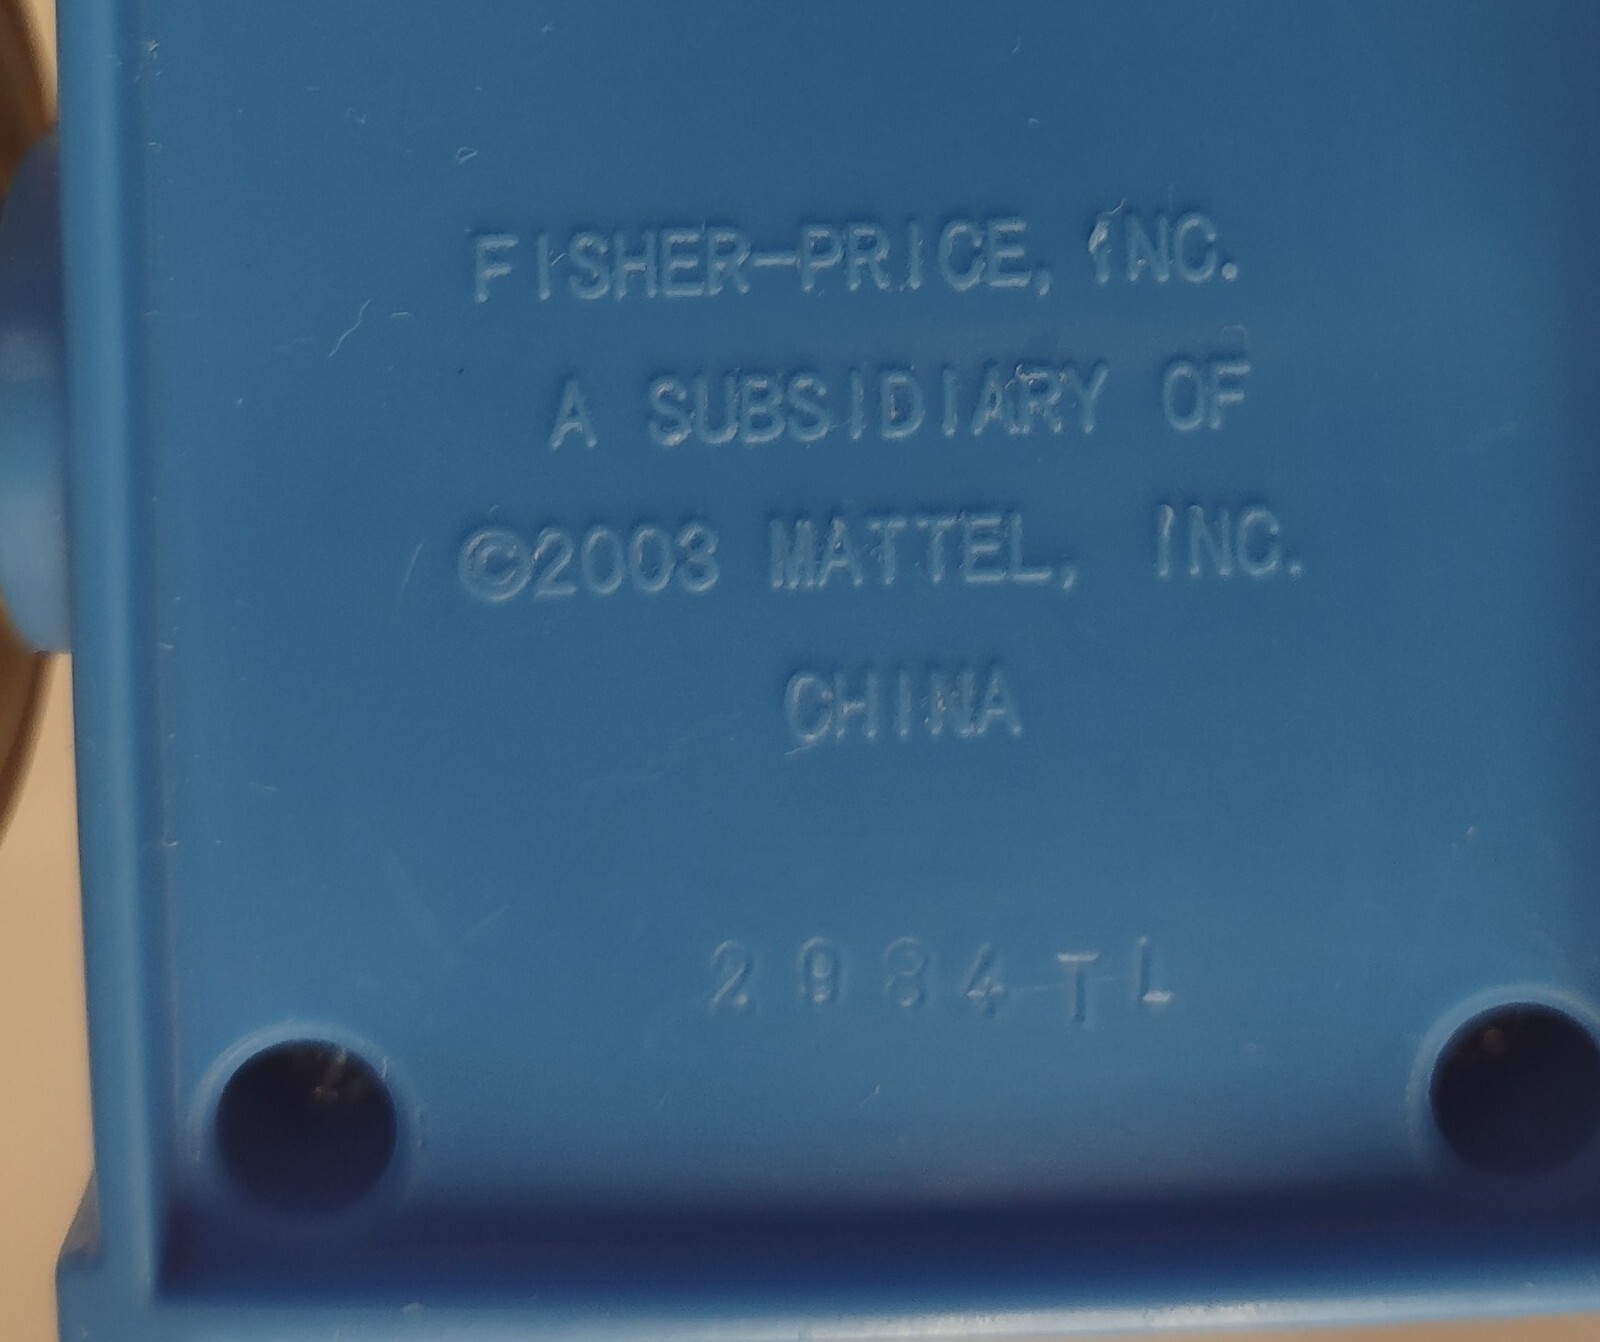 FISHER-PRICE, INC.
A SUBSIDIARY OF
©2003 MATTEL, INC.
CHINA
2984TL